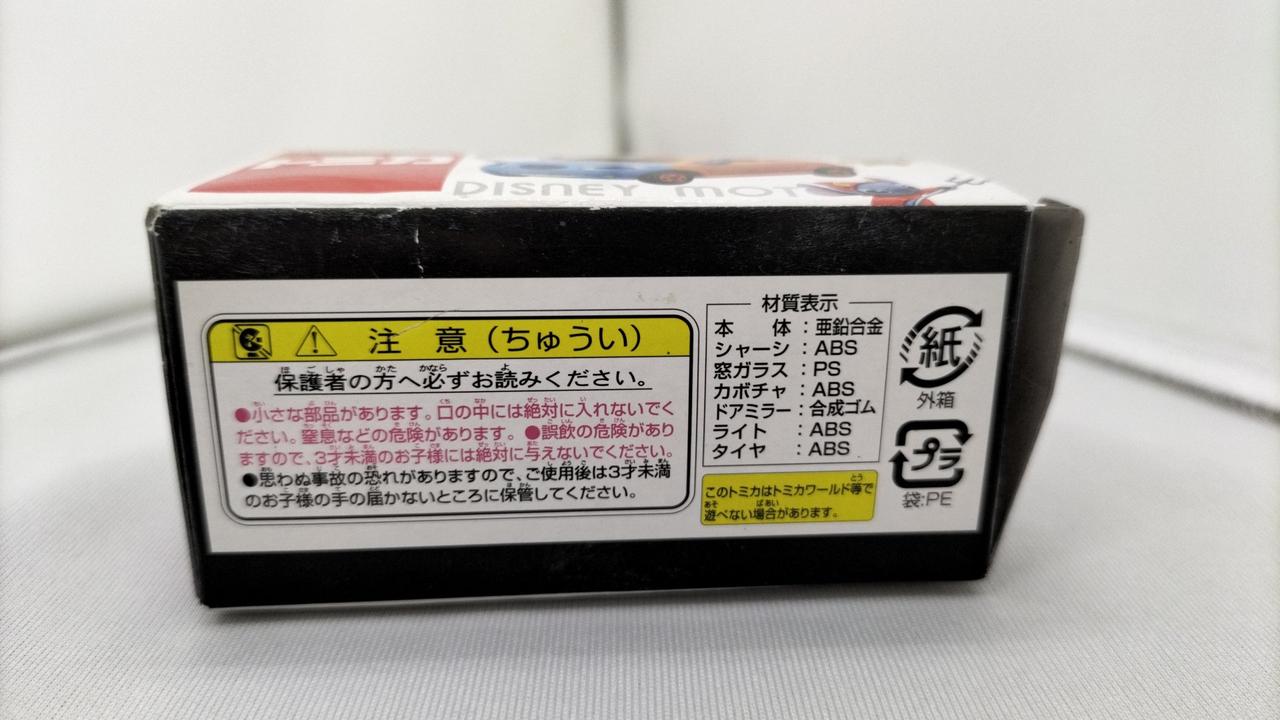 トミカ
DISNEY MOT
注 意（ちゅうい）
保護者の方へ必ずお読みください。
●小さな部品があります。口の中には絶対に入れないでく
ださい。窒息などの危険があります。●誤飲の危険があり
ますので、3才未満のお子様には絶対に与えないでください。
●思わぬ事故の恐れがありますので、ご使用後は3才未満
のお子様の手の届かないところに保管してください。
材質表示
本　　体：亜鉛合金
シャーシ：ABS
窓ガラス：PS
カボチャ：ABS
ドアミラー：合成ゴム
ライト：ABS
タイヤ：ABS
このトミカはトミカワールド等で
遊べない場合があります。
紙
外箱
プラ
袋:PE